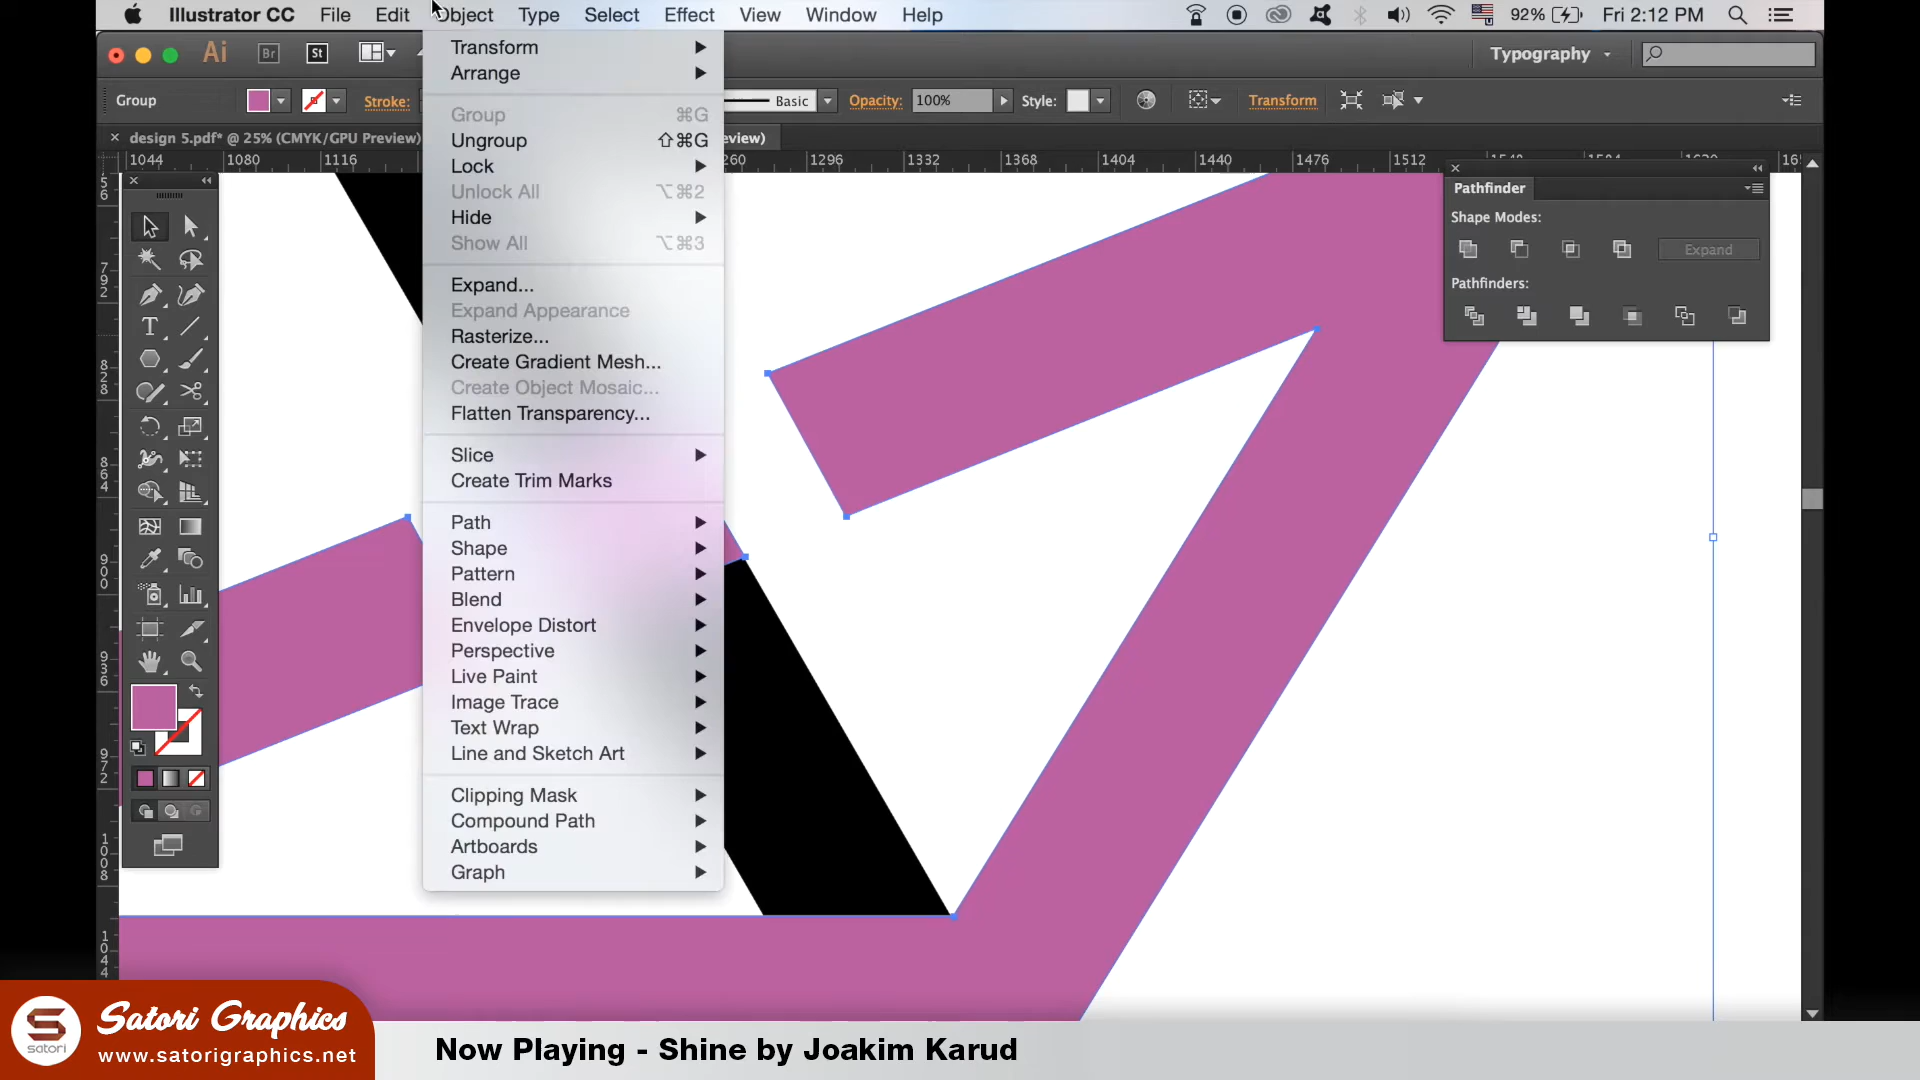 Illustrator CC File Edit Object Type Select Effect View Window Help 92% Fri 2:12 PM
Ai Br St Typography
Group Stroke: Basic Opacity: 100% Style: Transform
design 5.pdf* @ 25% (CMYK/GPU Preview) eview)
1044 1080 1116 260 1296 1332 1368 1404 1440 1476 1512
Transform
Arrange
Group ⌘G
Ungroup ⇧⌘G
Lock
Unlock All ⌥⌘2
Hide
Show All ⌥⌘3
Expand...
Expand Appearance
Rasterize...
Create Gradient Mesh...
Create Object Mosaic...
Flatten Transparency...
Slice
Create Trim Marks
Path
Shape
Pattern
Blend
Envelope Distort
Perspective
Live Paint
Image Trace
Text Wrap
Line and Sketch Art
Clipping Mask
Compound Path
Artboards
Graph
Pathfinder
Shape Modes:
Expand
Pathfinders:
792
828
864
900
936
972
1008
1044
satori
Satori Graphics
www.satorigraphics.net
Now Playing - Shine by Joakim Karud